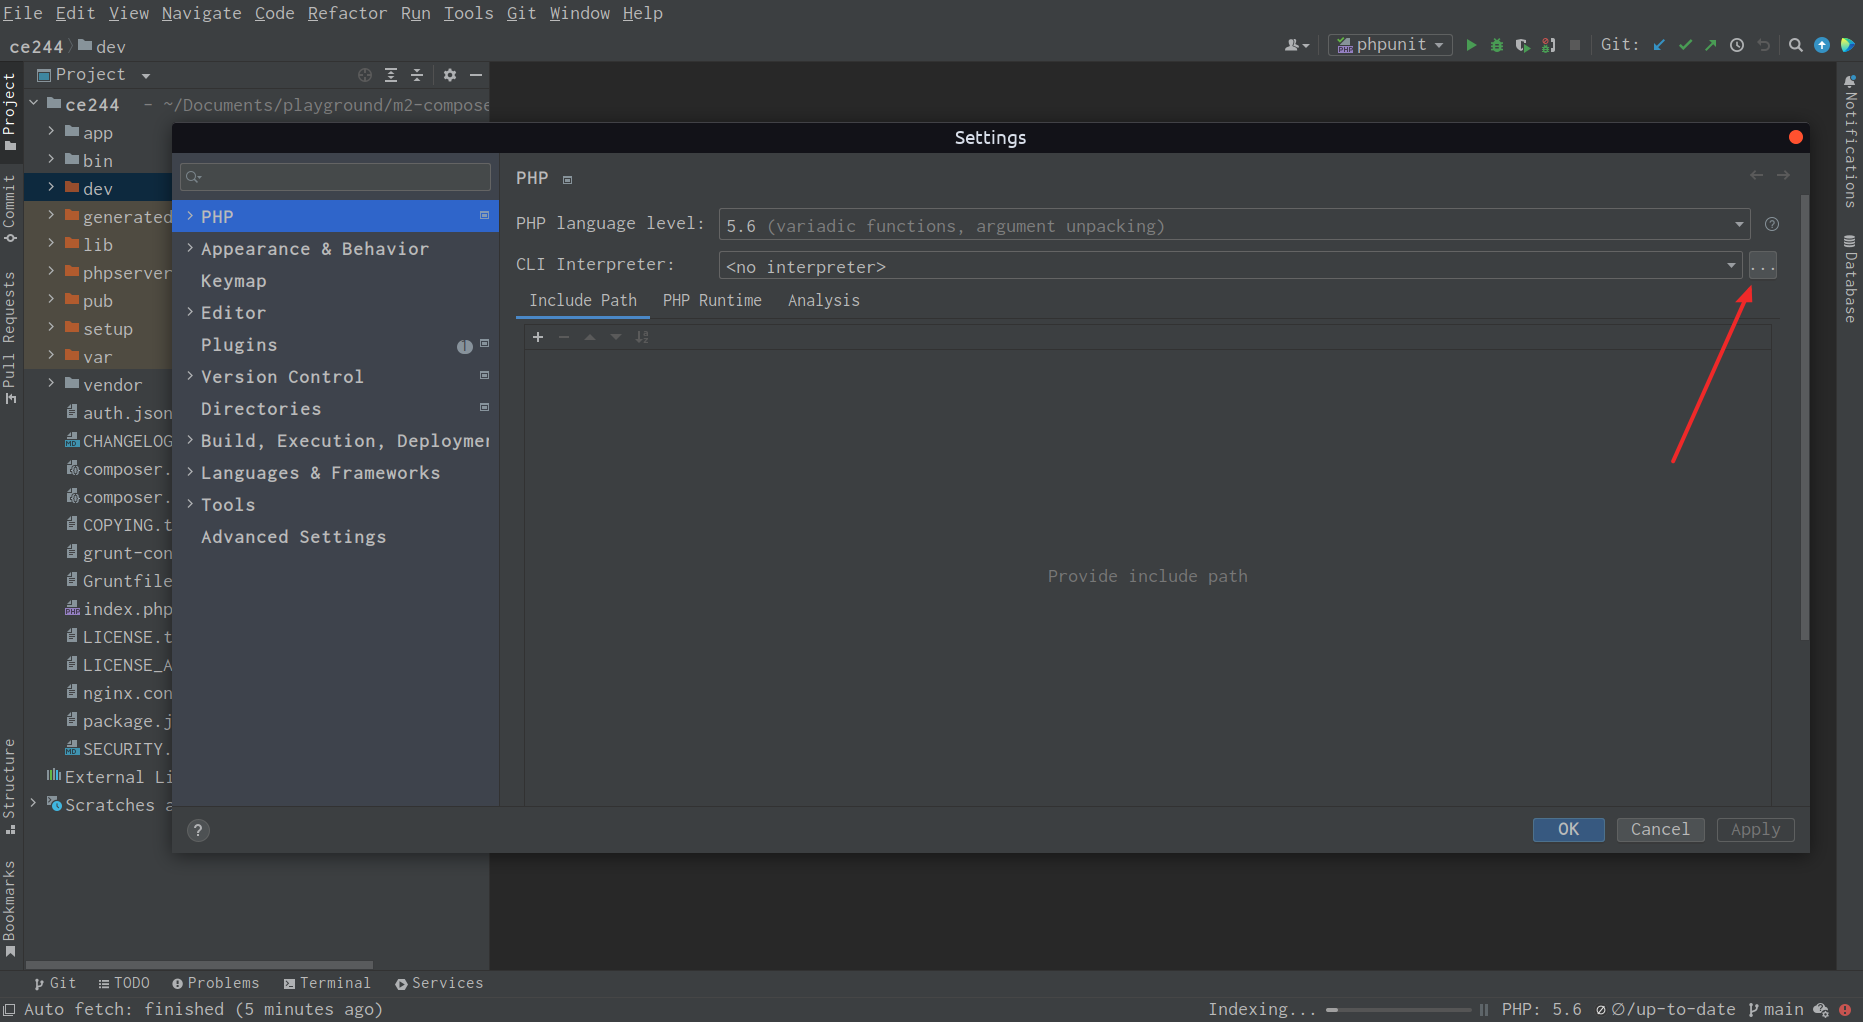 File Edit View Navigate Code Refactor Run Tools Git Window Help
ce244 dev
phpunit
Git:
Project
ce244 – ~/Documents/playground/m2-compose
app
bin
dev
generated
lib
phpserver
pub
setup
var
vendor
auth.json
CHANGELOG
composer.
composer.
COPYING.t
grunt-con
Gruntfile
index.php
LICENSE.t
LICENSE_A
nginx.con
package.j
SECURITY.
External Li
Scratches a
Project
Commit
Pull Requests
Structure
Bookmarks
Settings
PHP
Appearance & Behavior
Keymap
Editor
Plugins
Version Control
Directories
Build, Execution, Deploymen
Languages & Frameworks
Tools
Advanced Settings
PHP
PHP language level: 5.6 (variadic functions, argument unpacking)
CLI Interpreter: <no interpreter> ...
Include Path PHP Runtime Analysis
Provide include path
? OK Cancel Apply
Notifications
Database
Git TODO Problems Terminal Services
Auto fetch: finished (5 minutes ago) Indexing... PHP: 5.6 ∅/up-to-date main